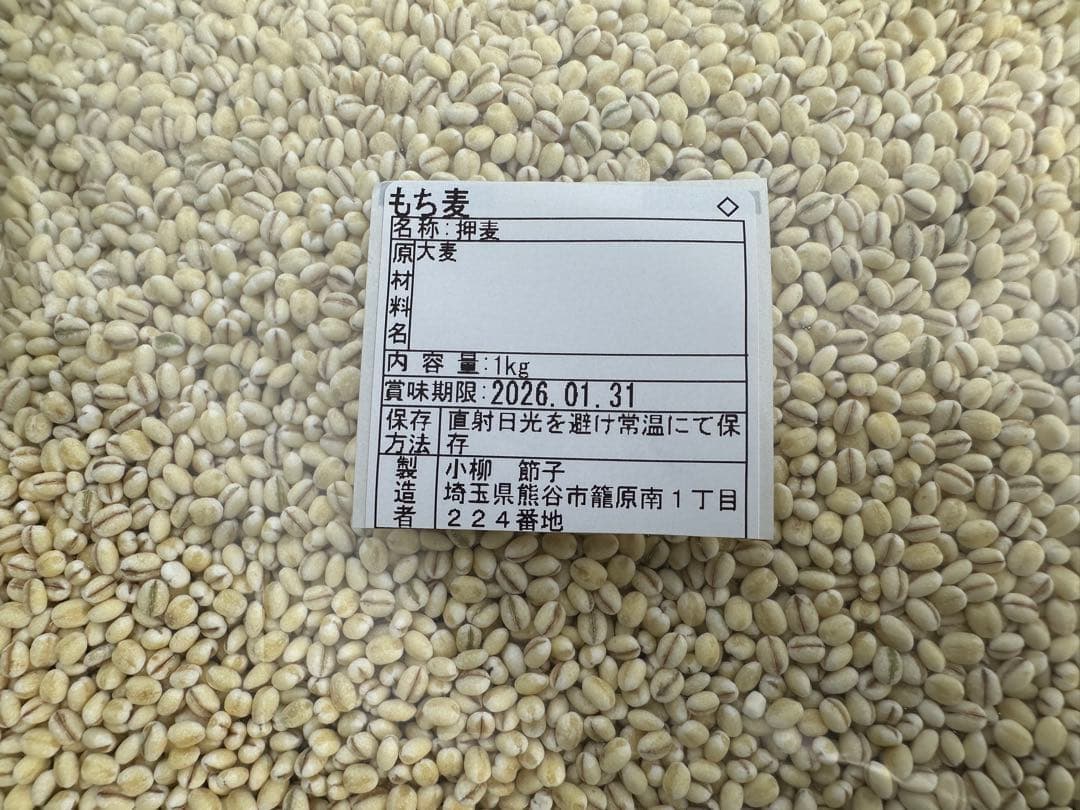 もち麦 ◇
名称:押麦
原材料名 大麦
内容量:1kg
賞味期限:2026.01.31
保存方法 直射日光を避け常温にて保
存
製造者 小柳 節子
埼玉県熊谷市籠原南1丁目
224番地